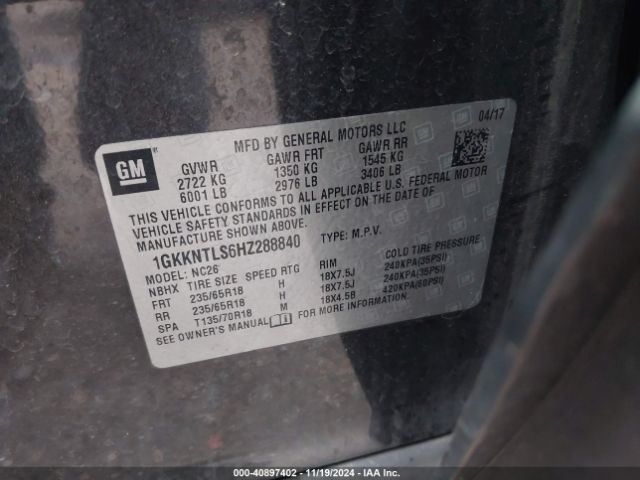 04/17
MFD BY GENERAL MOTORS LLC
GM
GVWR GAWR FRT GAWR RR
2722 KG 1350 KG 1545 KG
6001 LB 2976 LB 3406 LB
THIS VEHICLE CONFORMS TO ALL APPLICABLE U.S. FEDERAL MOTOR
VEHICLE SAFETY STANDARDS IN EFFECT ON THE DATE OF
MANUFACTURE SHOWN ABOVE.
1GKKNTLS6HZ288840 TYPE: M.P.V.
MODEL: NC26
NBHX TIRE SIZE SPEED RTG RIM COLD TIRE PRESSURE
FRT 235/65R18 H 18X7.5J 240KPA(35PSI)
RR 235/65R18 H 18X7.5J 240KPA(35PSI)
SPA T135/70R18 M 18X4.5B 420KPA(60PSI)
SEE OWNER'S MANUAL
000-40897402 - 11/19/2024 - IAA Inc.